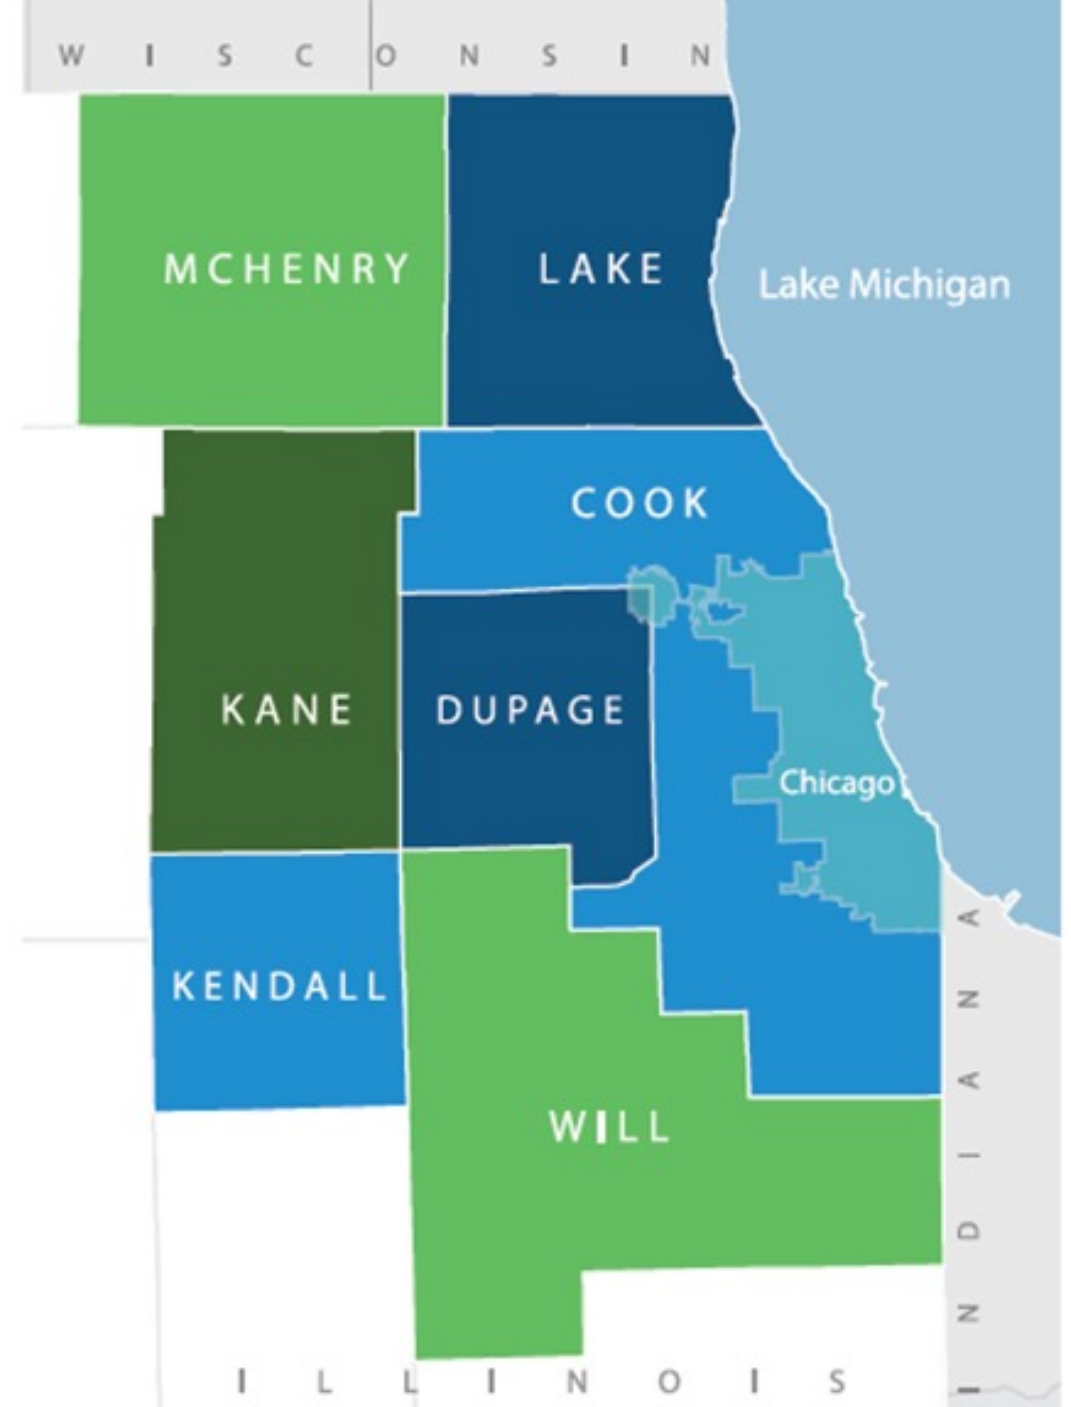 WISCONSIN
MCHENRY
LAKE
Lake Michigan
COOK
KANE
DUPAGE
Chicago
KENDALL
INDIANA
WILL
ILLINOIS